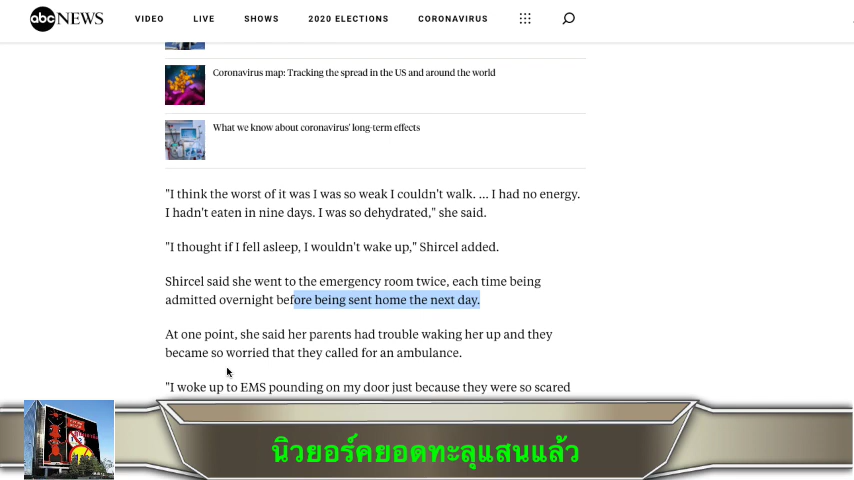 abc NEWS VIDEO LIVE SHOWS 2020 ELECTIONS CORONAVIRUS
Coronavirus map: Tracking the spread in the US and around the world
What we know about coronavirus' long-term effects
"I think the worst of it was I was so weak I couldn't walk. ... I had no energy.
I hadn't eaten in nine days. I was so dehydrated," she said.
"I thought if I fell asleep, I wouldn't wake up," Shircel added.
Shircel said she went to the emergency room twice, each time being
admitted overnight before being sent home the next day.
At one point, she said her parents had trouble waking her up and they
became so worried that they called for an ambulance.
"I woke up to EMS pounding on my door just because they were so scared
นิวยอร์คยอดทะลุแสนแล้ว